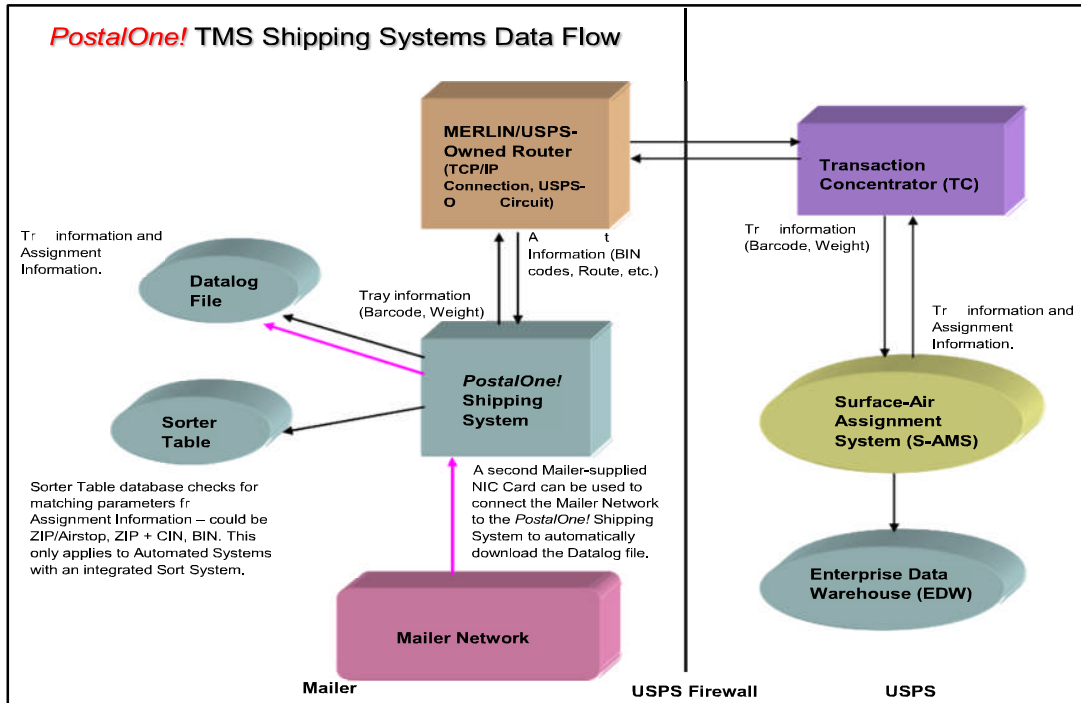 PostalOne! TMS Shipping Systems Data Flow
MERLIN/USPS-
Owned Router
(TCP/IP
Connection, USPS-
O Circuit)
Transaction
Concentrator (TC)
Tr information and
Assignment
Information.
Datalog
File
Tray information
(Barcode, Weight)
A t
Information (BIN
codes, Route, etc.)
Tr information
(Barcode, Weight)
Tr information and
Assignment
Information.
PostalOne!
Shipping
System
Sorter
Table
Surface-Air
Assignment
System (S-AMS)
Sorter Table database checks for
matching parameters fr
Assignment Information – could be
ZIP/Airstop, ZIP + CIN, BIN. This
only applies to Automated Systems
with an integrated Sort System.
A second Mailer-supplied
NIC Card can be used to
connect the Mailer Network
to the PostalOne! Shipping
System to automatically
download the Datalog file.
Enterprise Data
Warehouse (EDW)
Mailer Network
Mailer
USPS Firewall
USPS